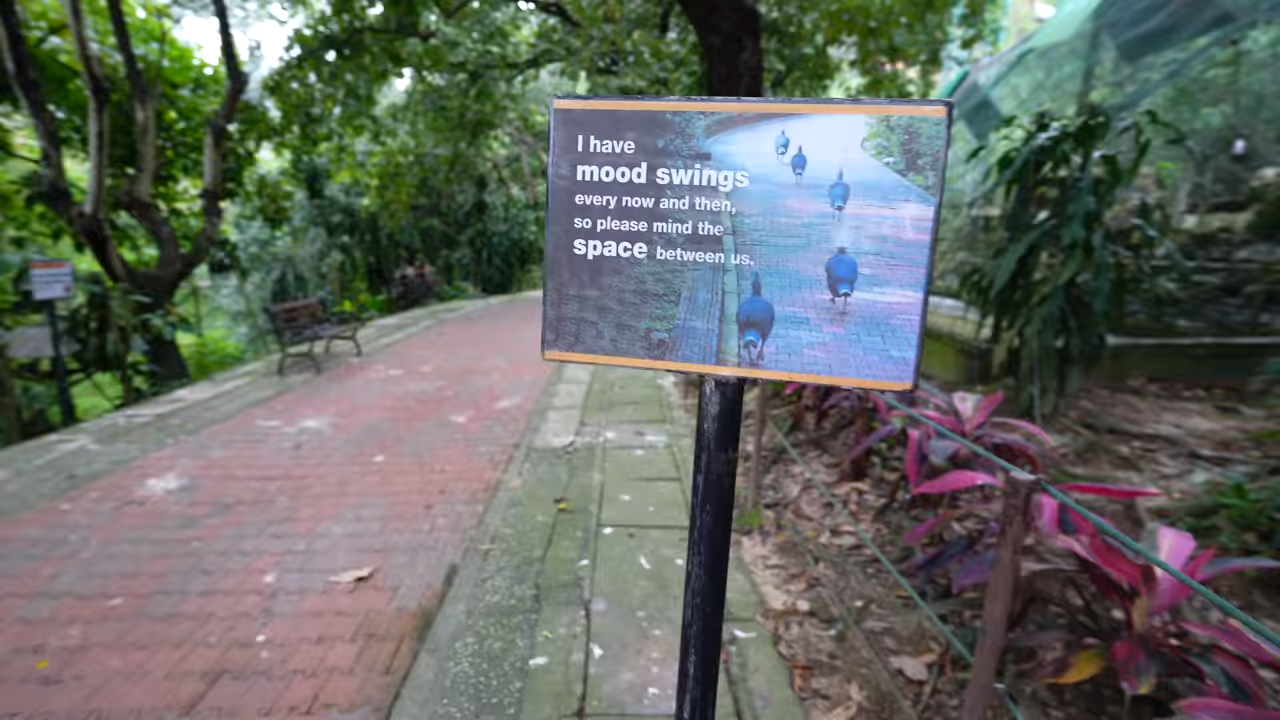 I have
mood swings
every now and then,
so please mind the
space between us.